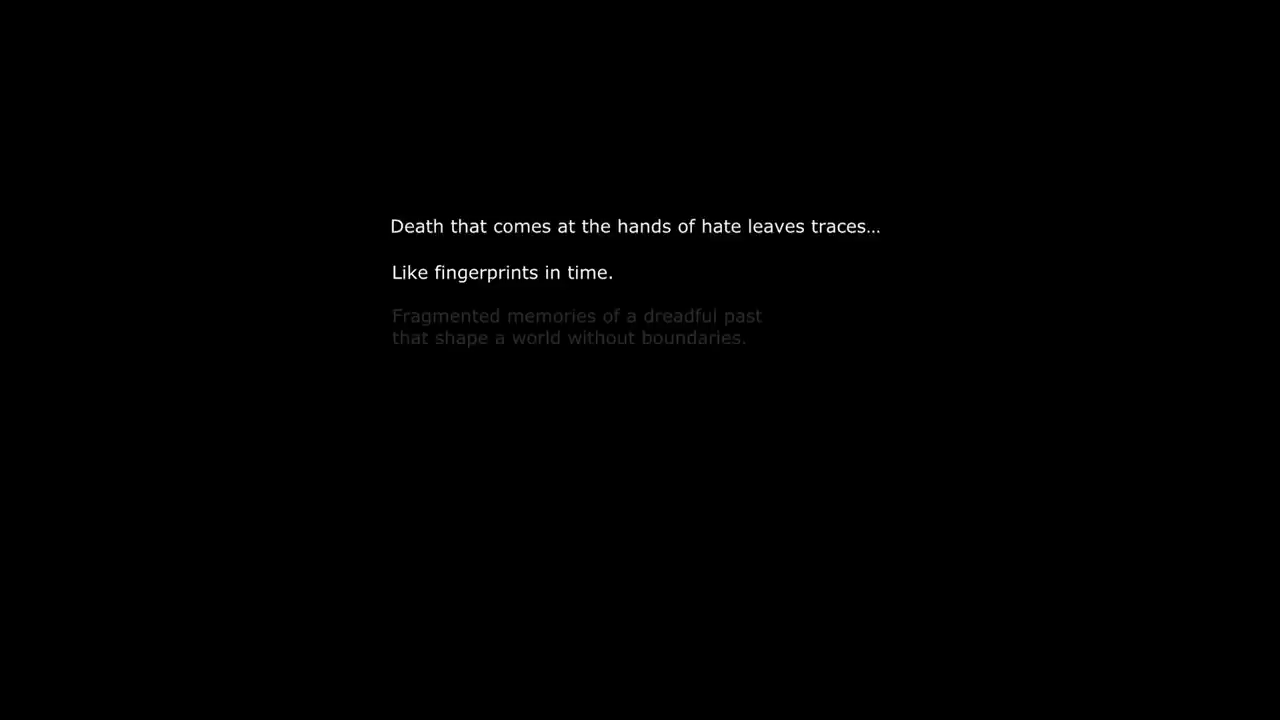 Death that comes at the hands of hate leaves traces...
Like fingerprints in time.
Fragmented memories of a dreadful past
that shape a world without boundaries.